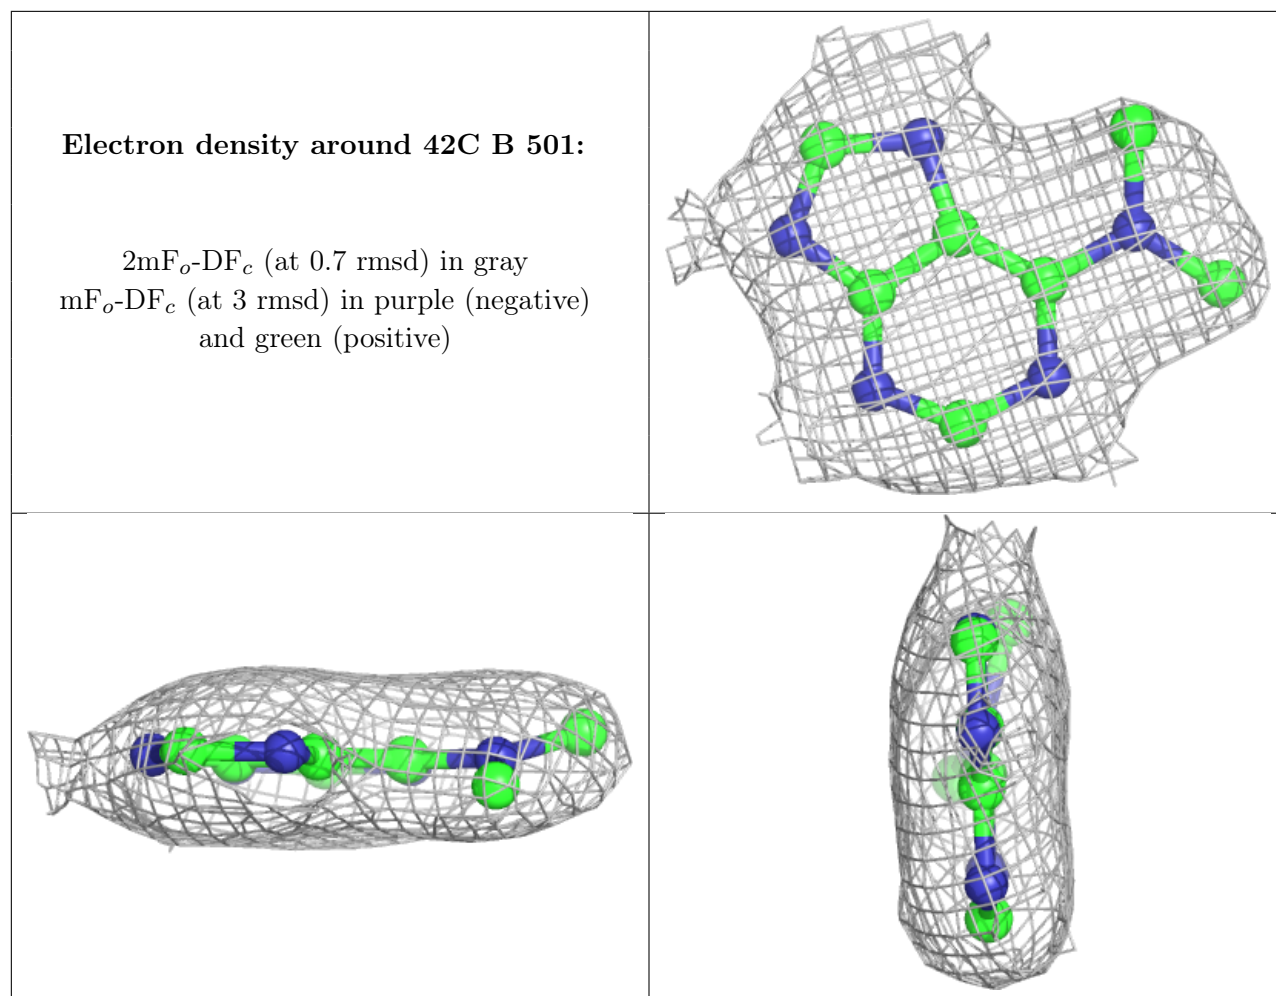 Electron density around 42C B 501:
2mFo-DFc (at 0.7 rmsd) in gray
mFo-DFc (at 3 rmsd) in purple (negative)
and green (positive)